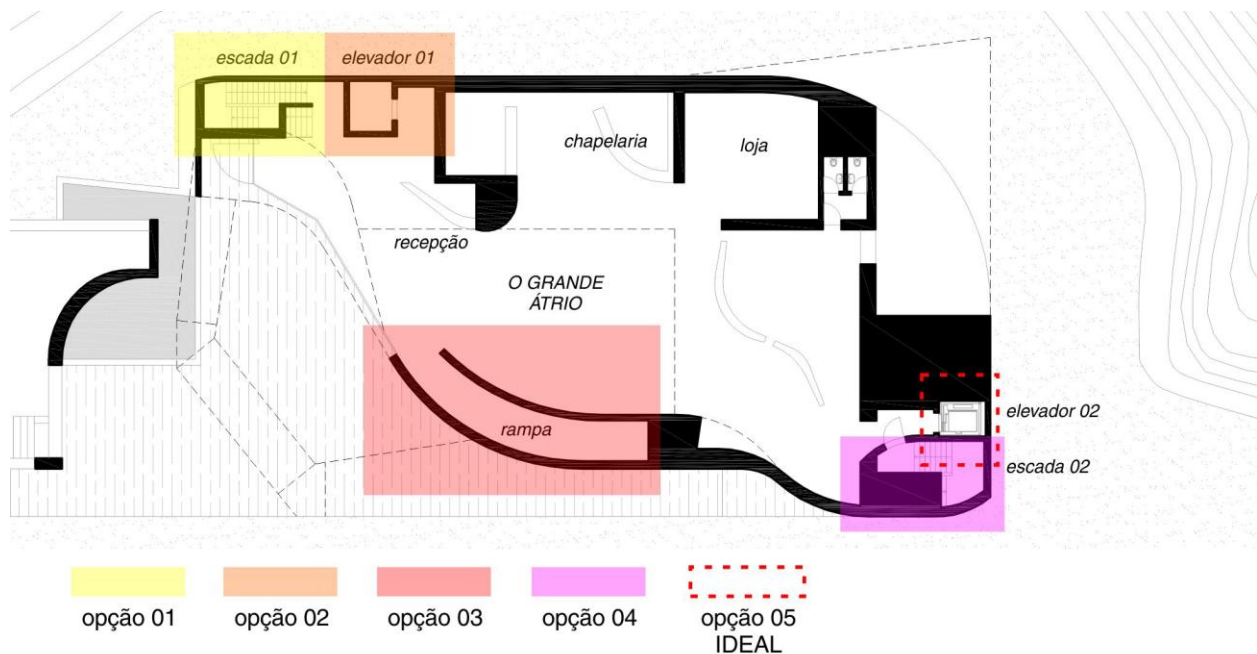 escada 01
elevador 01
chapelaria
loja
recepção
O GRANDE
ÁTRIO
rampa
elevador 02
escada 02
opção 01
opção 02
opção 03
opção 04
opção 05
IDEAL